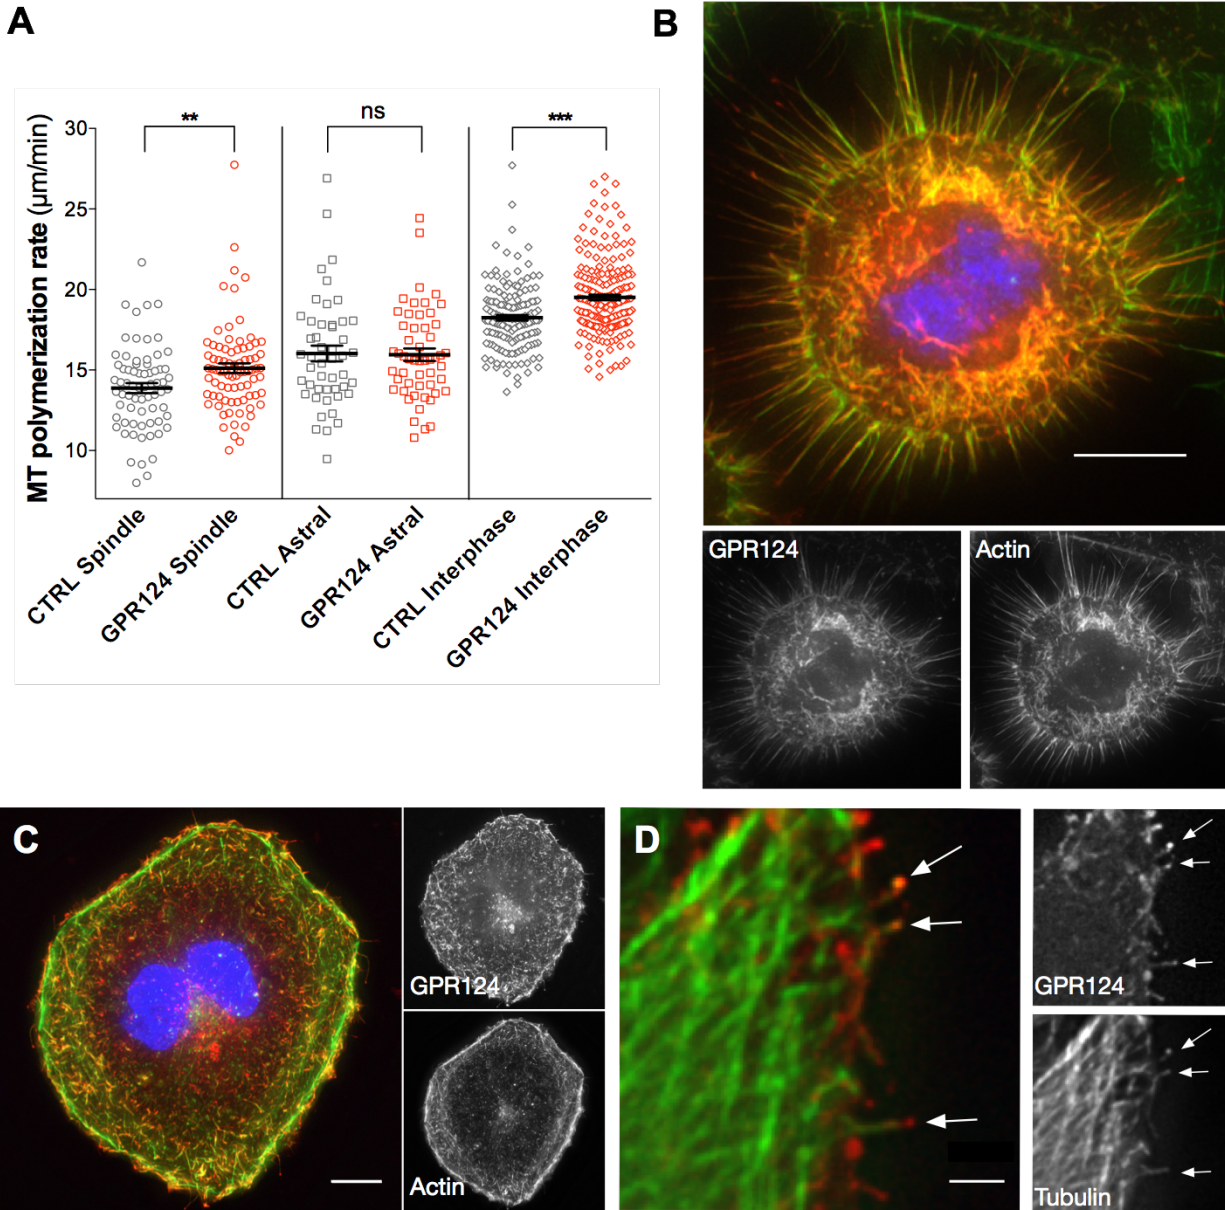 A
B
** ns ***
MT polymerization rate (µm/min)
30
25
20
15
10
CTRL Spindle
GPR124 Spindle
CTRL Astral
GPR124 Astral
CTRL Interphase
GPR124 Interphase
GPR124
Actin
C
GPR124
Actin
D
GPR124
Tubulin